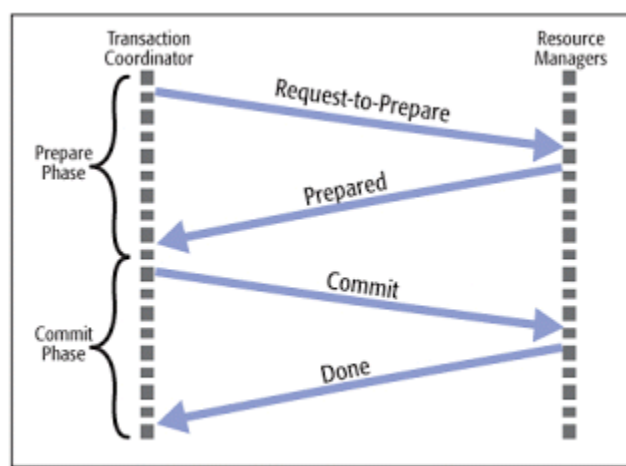 Transaction
Coordinator
Resource
Managers
Request-to-Prepare
Prepare
Phase
Prepared
Commit
Commit
Phase
Done